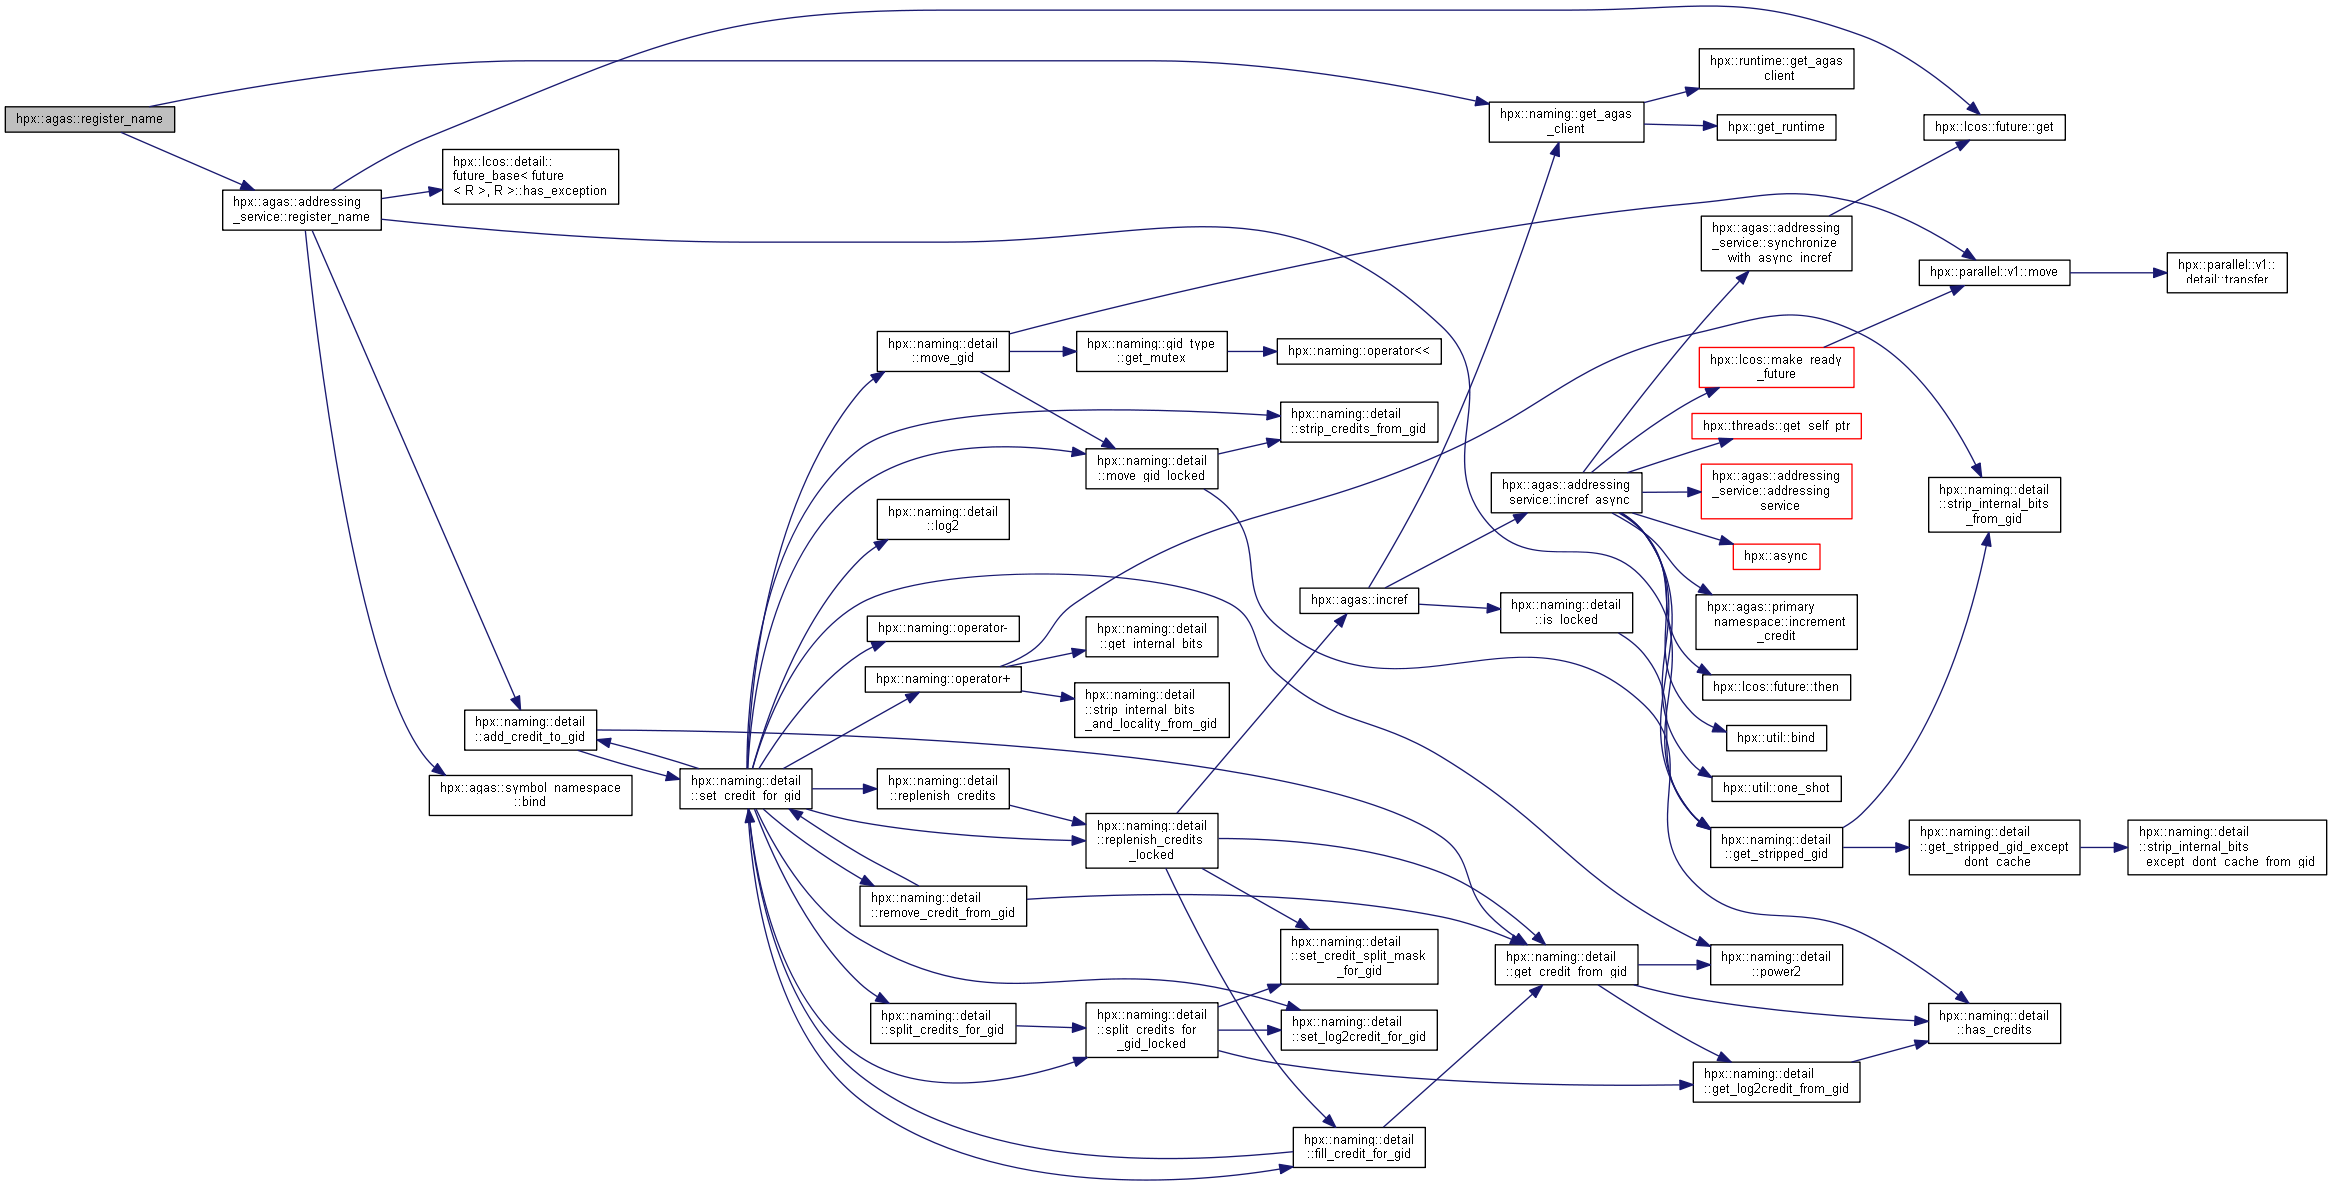 hpx::agas::register_name
hpx::agas::addressing
_service::register_name
hpx::lcos::detail::
future_base< future
< R >, R >::has_exception
hpx::naming::detail
::add_credit_to_gid
hpx::agas::symbol_namespace
::bind
hpx::naming::detail
::set_credit_for_gid
hpx::naming::detail
::move_gid
hpx::naming::detail
::log2
hpx::naming::operator-
hpx::naming::operator+
hpx::naming::detail
::replenish_credits
hpx::naming::detail
::remove_credit_from_gid
hpx::naming::detail
::split_credits_for_gid
hpx::naming::gid_type
::get_mutex
hpx::naming::detail
::move_gid_locked
hpx::naming::detail
::get_internal_bits
hpx::naming::detail
::strip_internal_bits
_and_locality_from_gid
hpx::naming::detail
::replenish_credits
_locked
hpx::naming::detail
::split_credits_for
_gid_locked
hpx::naming::operator<<
hpx::naming::detail
::strip_credits_from_gid
hpx::agas::incref
hpx::naming::detail
::set_credit_split_mask
_for_gid
hpx::naming::detail
::set_log2credit_for_gid
hpx::naming::detail
::fill_credit_for_gid
hpx::naming::get_agas
_client
hpx::agas::addressing
_service::incref_async
hpx::naming::detail
::is_locked
hpx::naming::detail
::get_credit_from_gid
hpx::runtime::get_agas
_client
hpx::get_runtime
hpx::agas::addressing
_service::synchronize
_with_async_incref
hpx::lcos::make_ready
_future
hpx::threads::get_self_ptr
hpx::agas::addressing
_service::addressing
_service
hpx::async
hpx::agas::primary
_namespace::increment
_credit
hpx::lcos::future::then
hpx::util::bind
hpx::util::one_shot
hpx::naming::detail
::get_stripped_gid
hpx::naming::detail
::power2
hpx::naming::detail
::get_log2credit_from_gid
hpx::lcos::future::get
hpx::parallel::v1::move
hpx::naming::detail
::strip_internal_bits
_from_gid
hpx::naming::detail
::get_stripped_gid_except
_dont_cache
hpx::naming::detail
::has_credits
hpx::parallel::v1::
detail::transfer
hpx::naming::detail
::strip_internal_bits
_except_dont_cache_from_gid